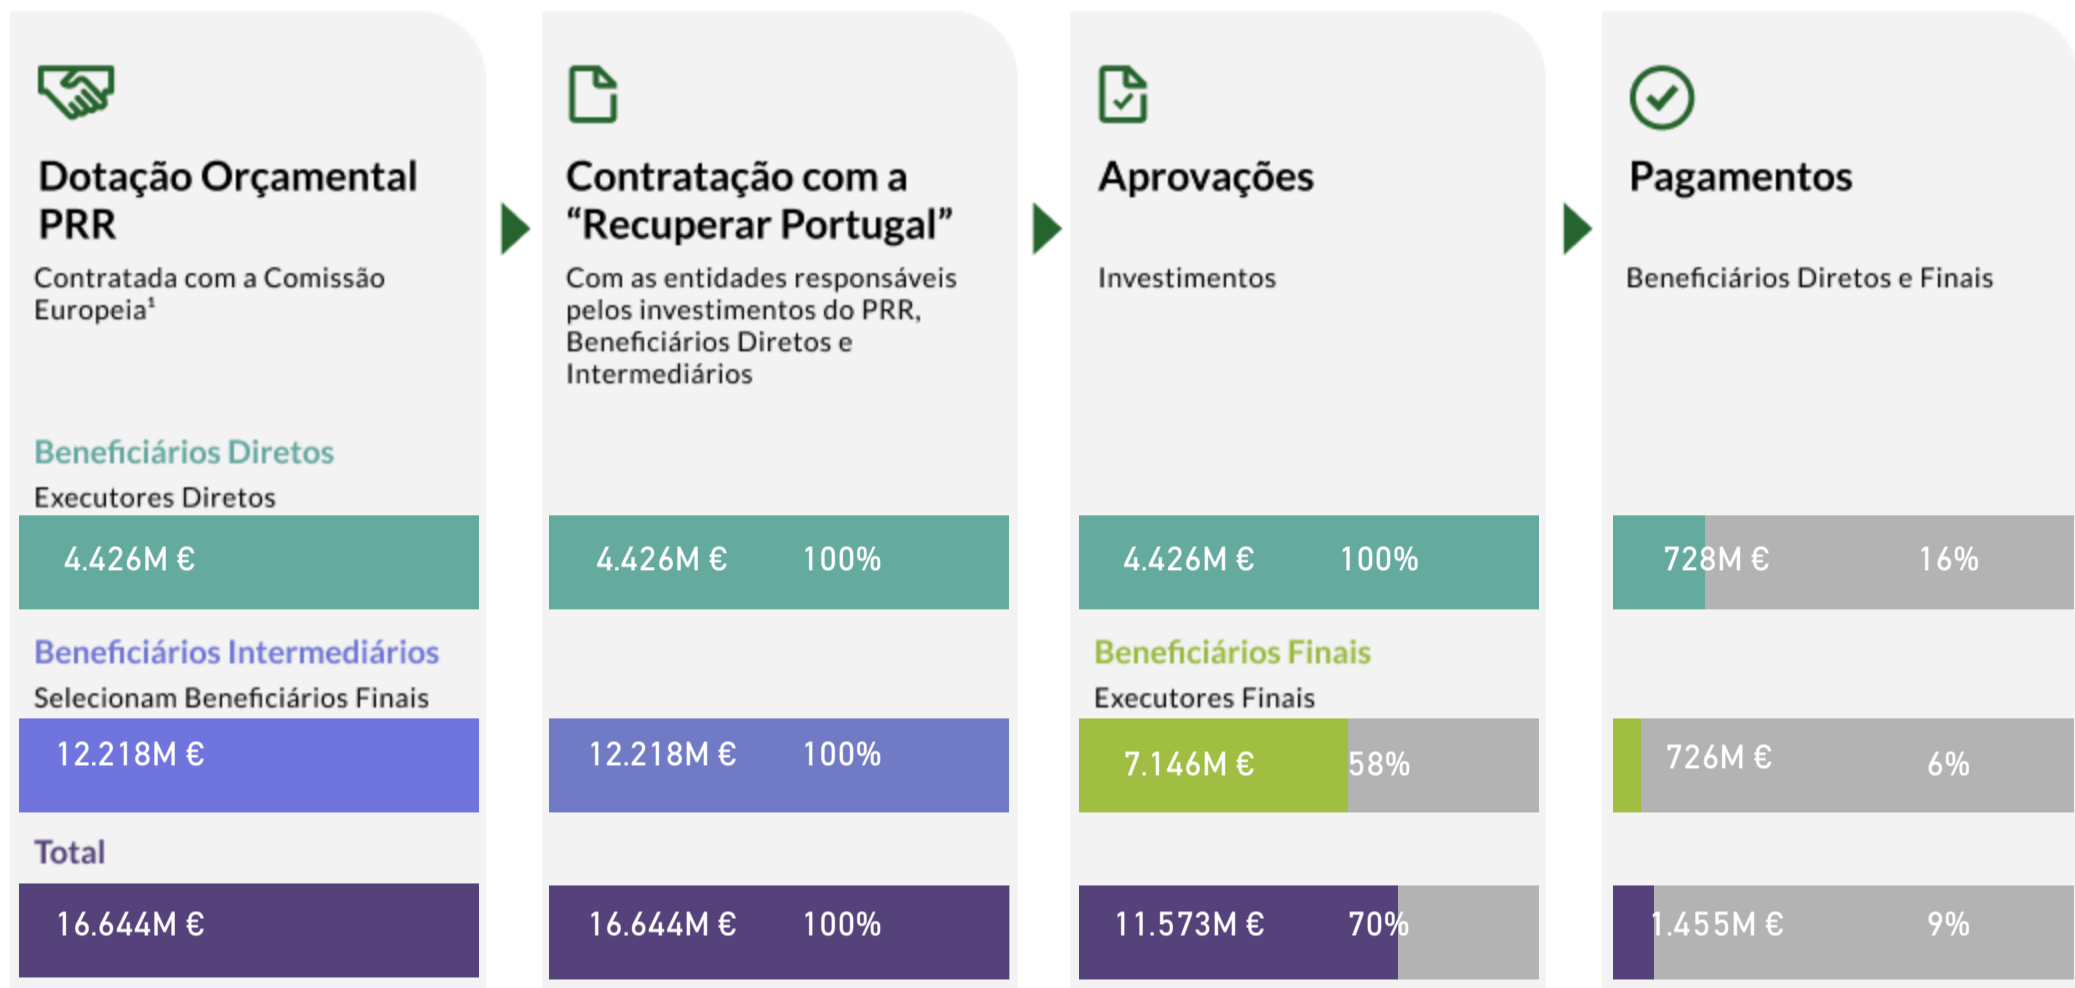 Dotação Orçamental
PRR
Contratada com a Comissão
Europeia¹
Contratação com a
“Recuperar Portugal”
Com as entidades responsáveis
pelos investimentos do PRR,
Beneficiários Diretos e
Intermediários
Aprovações
Investimentos
Pagamentos
Beneficiários Diretos e Finais
Beneficiários Diretos
Executores Diretos
4.426M €
4.426M € 100%
4.426M € 100%
728M € 16%
Beneficiários Intermediários
Selecionam Beneficiários Finais
Beneficiários Finais
Executores Finais
12.218M €
12.218M € 100%
7.146M € 58%
726M € 6%
Total
16.644M €
16.644M € 100%
11.573M € 70%
1.455M € 9%